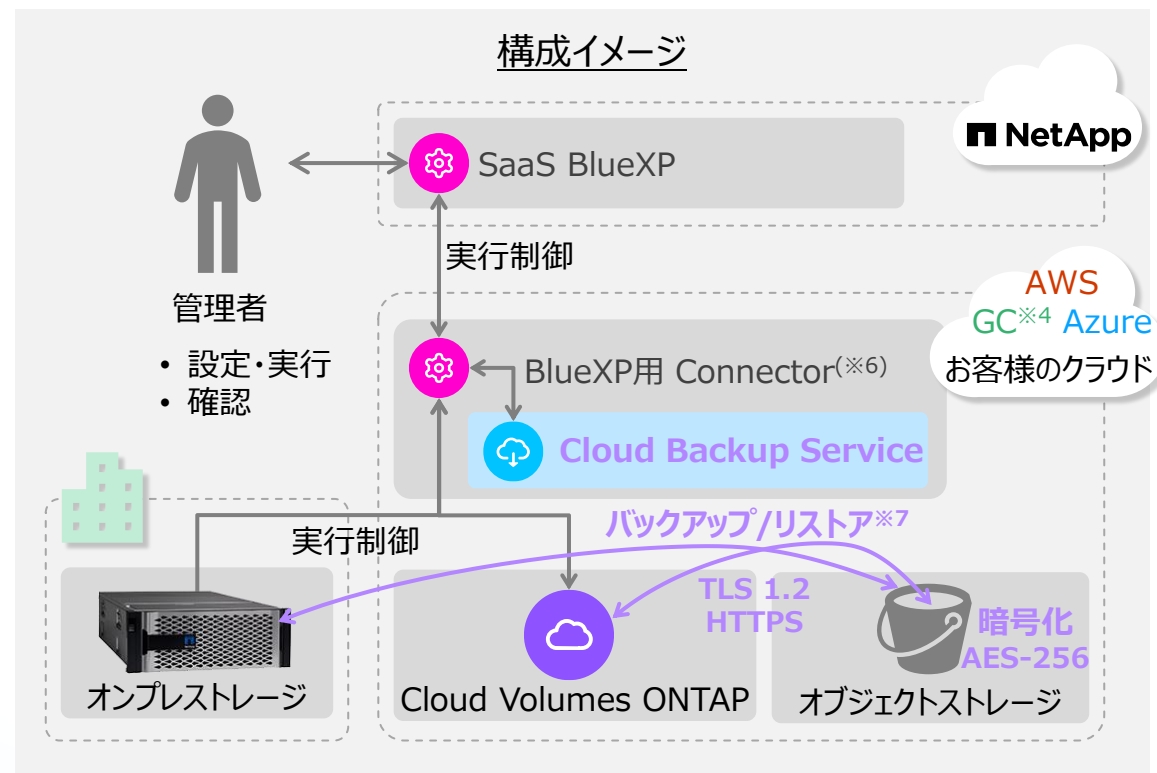 構成イメージ
NetApp
SaaS BlueXP
実行制御
管理者
• 設定・実行
• 確認
AWS
GC※4 Azure
お客様のクラウド
BlueXP用 Connector(※6)
Cloud Backup Service
実行制御
バックアップ/リストア※7
TLS 1.2
HTTPS
暗号化
AES-256
オンプレストレージ
Cloud Volumes ONTAP
オブジェクトストレージ